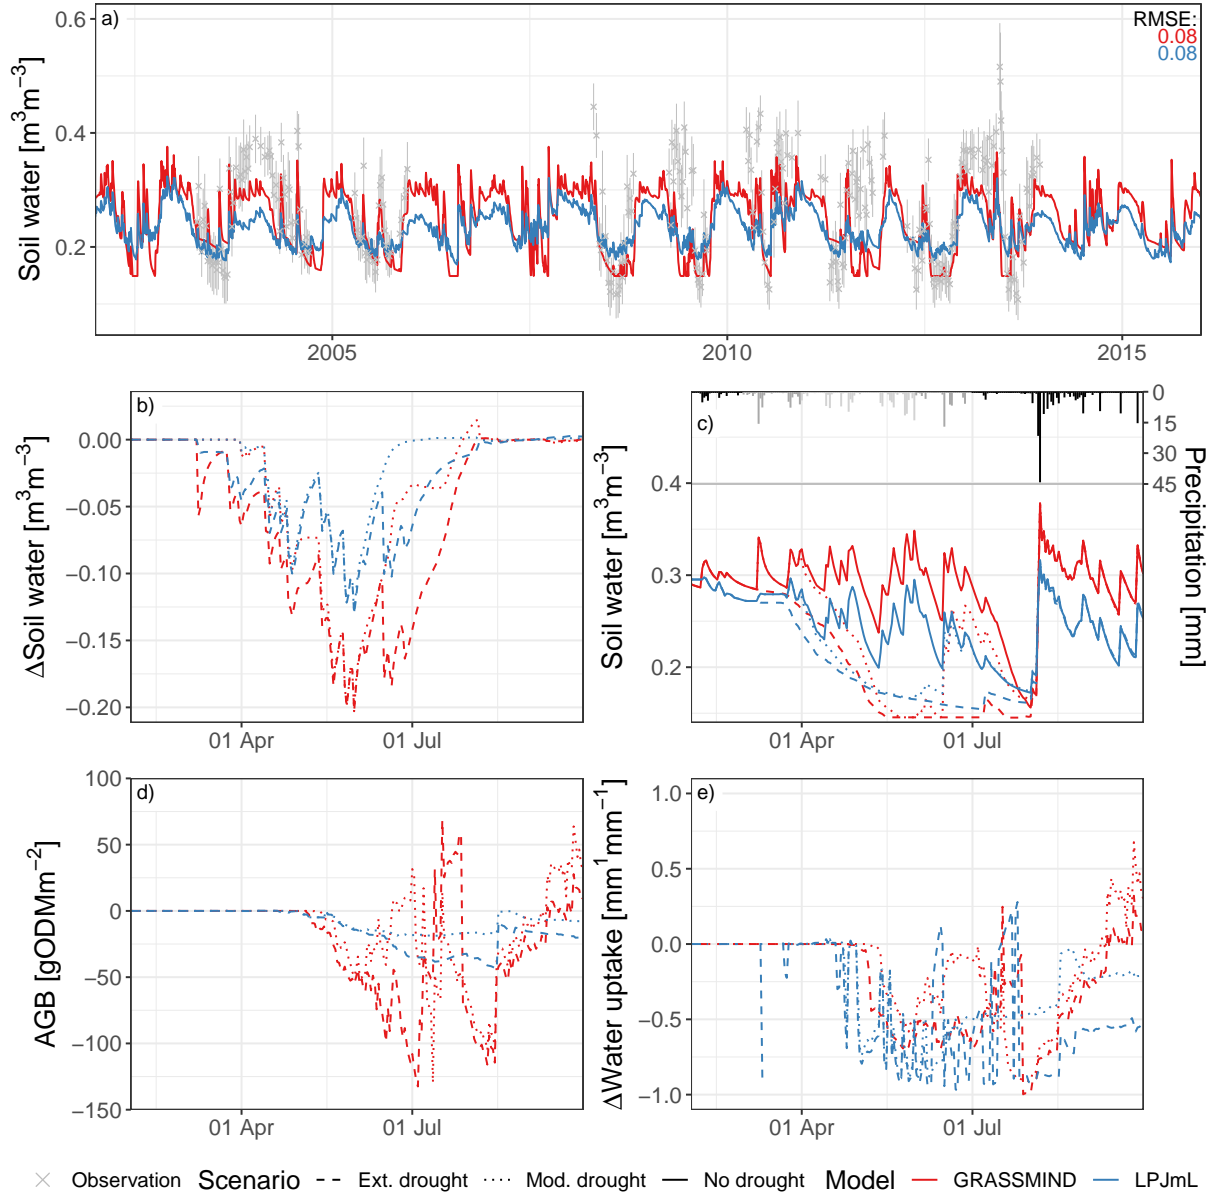 a)
RMSE:
0.08
0.08
Soil water [m³m⁻³]
0.6
0.4
0.2
2005
2010
2015
b)
ΔSoil water [m³m⁻³]
0.00
−0.05
−0.10
−0.15
−0.20
01 Apr
01 Jul
c)
Soil water [m³m⁻³]
0.4
0.3
0.2
0
15
30
45
Precipitation [mm]
01 Apr
01 Jul
d)
AGB [gODMm⁻²]
100
50
0
−50
−100
−150
01 Apr
01 Jul
e)
ΔWater uptake [mm¹mm⁻¹]
1.0
0.5
0.0
−0.5
−1.0
01 Apr
01 Jul
Observation Scenario Ext. drought Mod. drought No drought Model GRASSMIND LPJmL